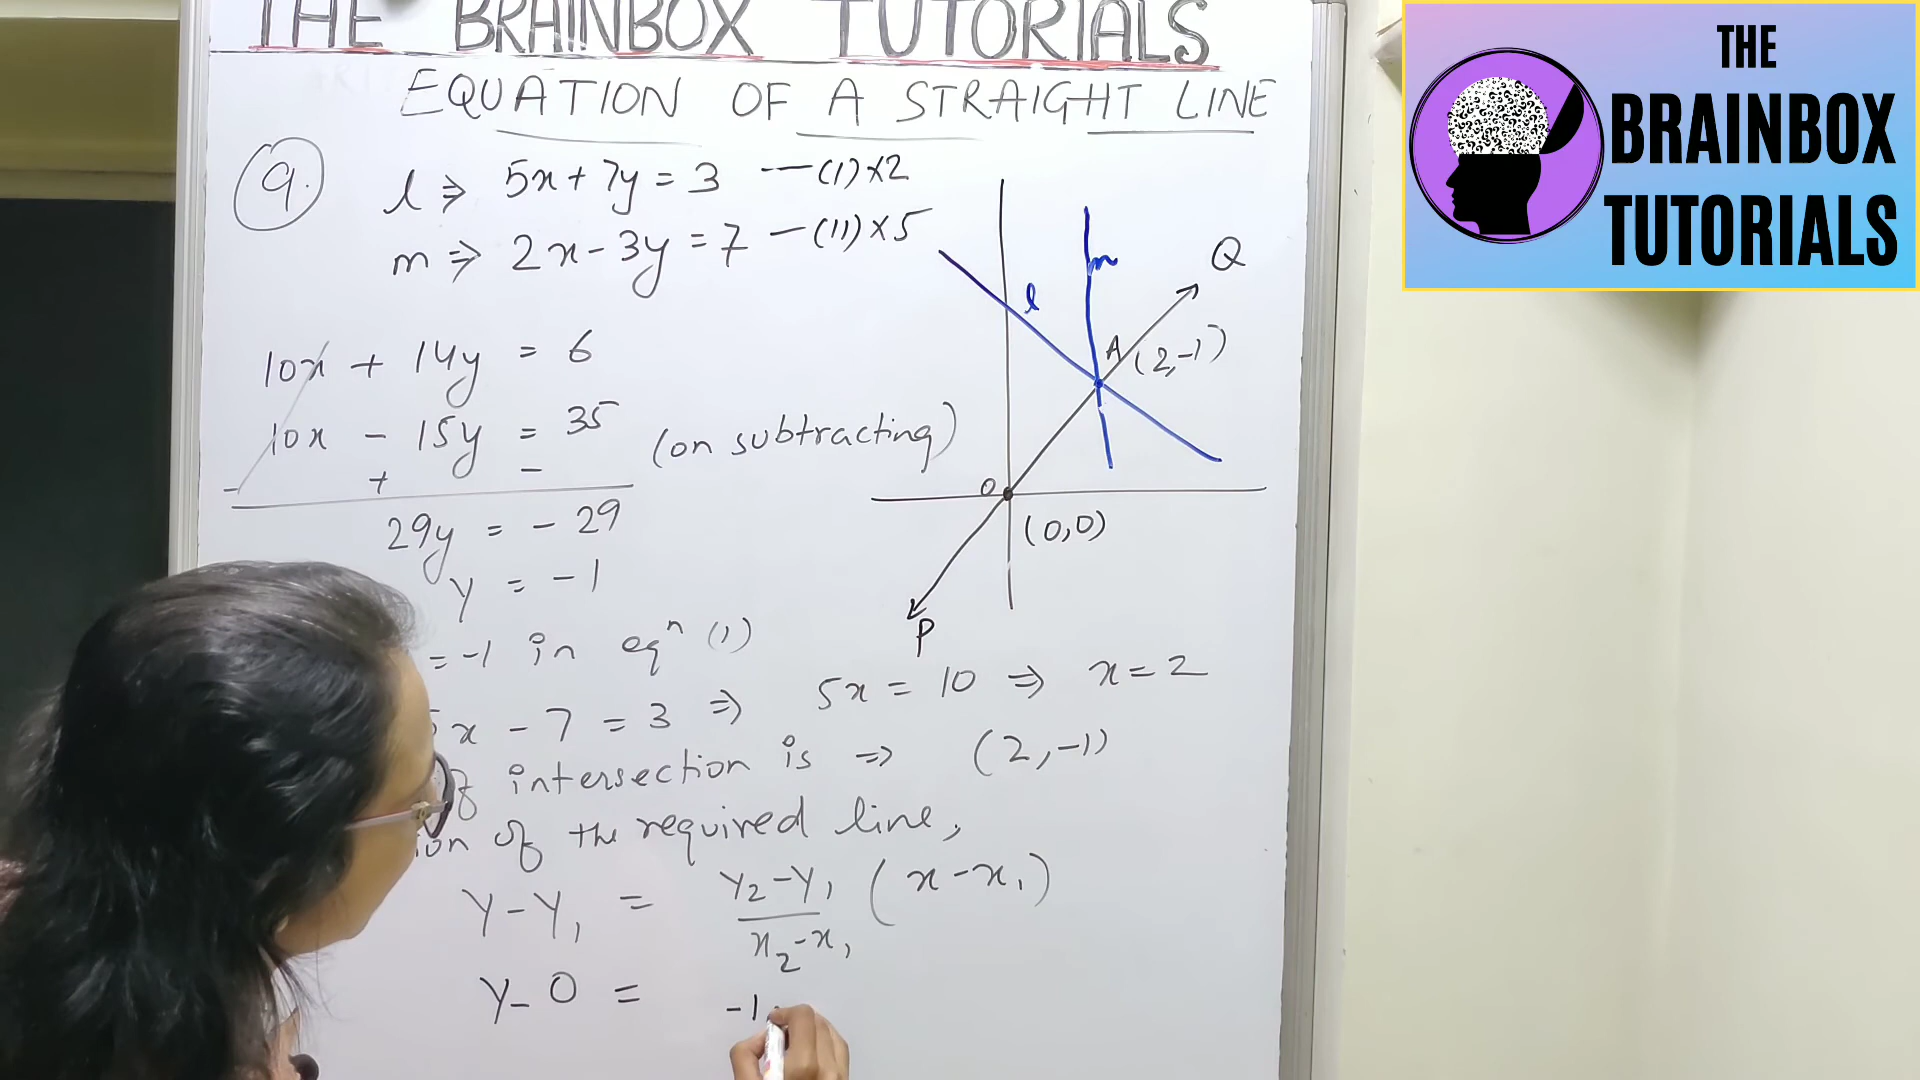 THE BRAINBOX TUTORIALS
EQUATION OF A STRAIGHT LINE
9.
l ⇒ 5x + 7y = 3 —(1)×2
m ⇒ 2x - 3y = 7 —(11)×5
10x + 14y = 6
10x - 15y = 35 (on subtracting)
- + -
29y = - 29
y = -1
= -1 in eqⁿ (1)
5x - 7 = 3 ⇒ 5x = 10 ⇒ x = 2
of intersection is ⇒ (2, -1)
ion of the required line,
y - y₁ = y₂ - y₁ / x₂ - x₁ (x - x₁)
y - 0 = -1
l
m
Q
A (2, -1)
O
(0,0)
P
THE
BRAINBOX
TUTORIALS